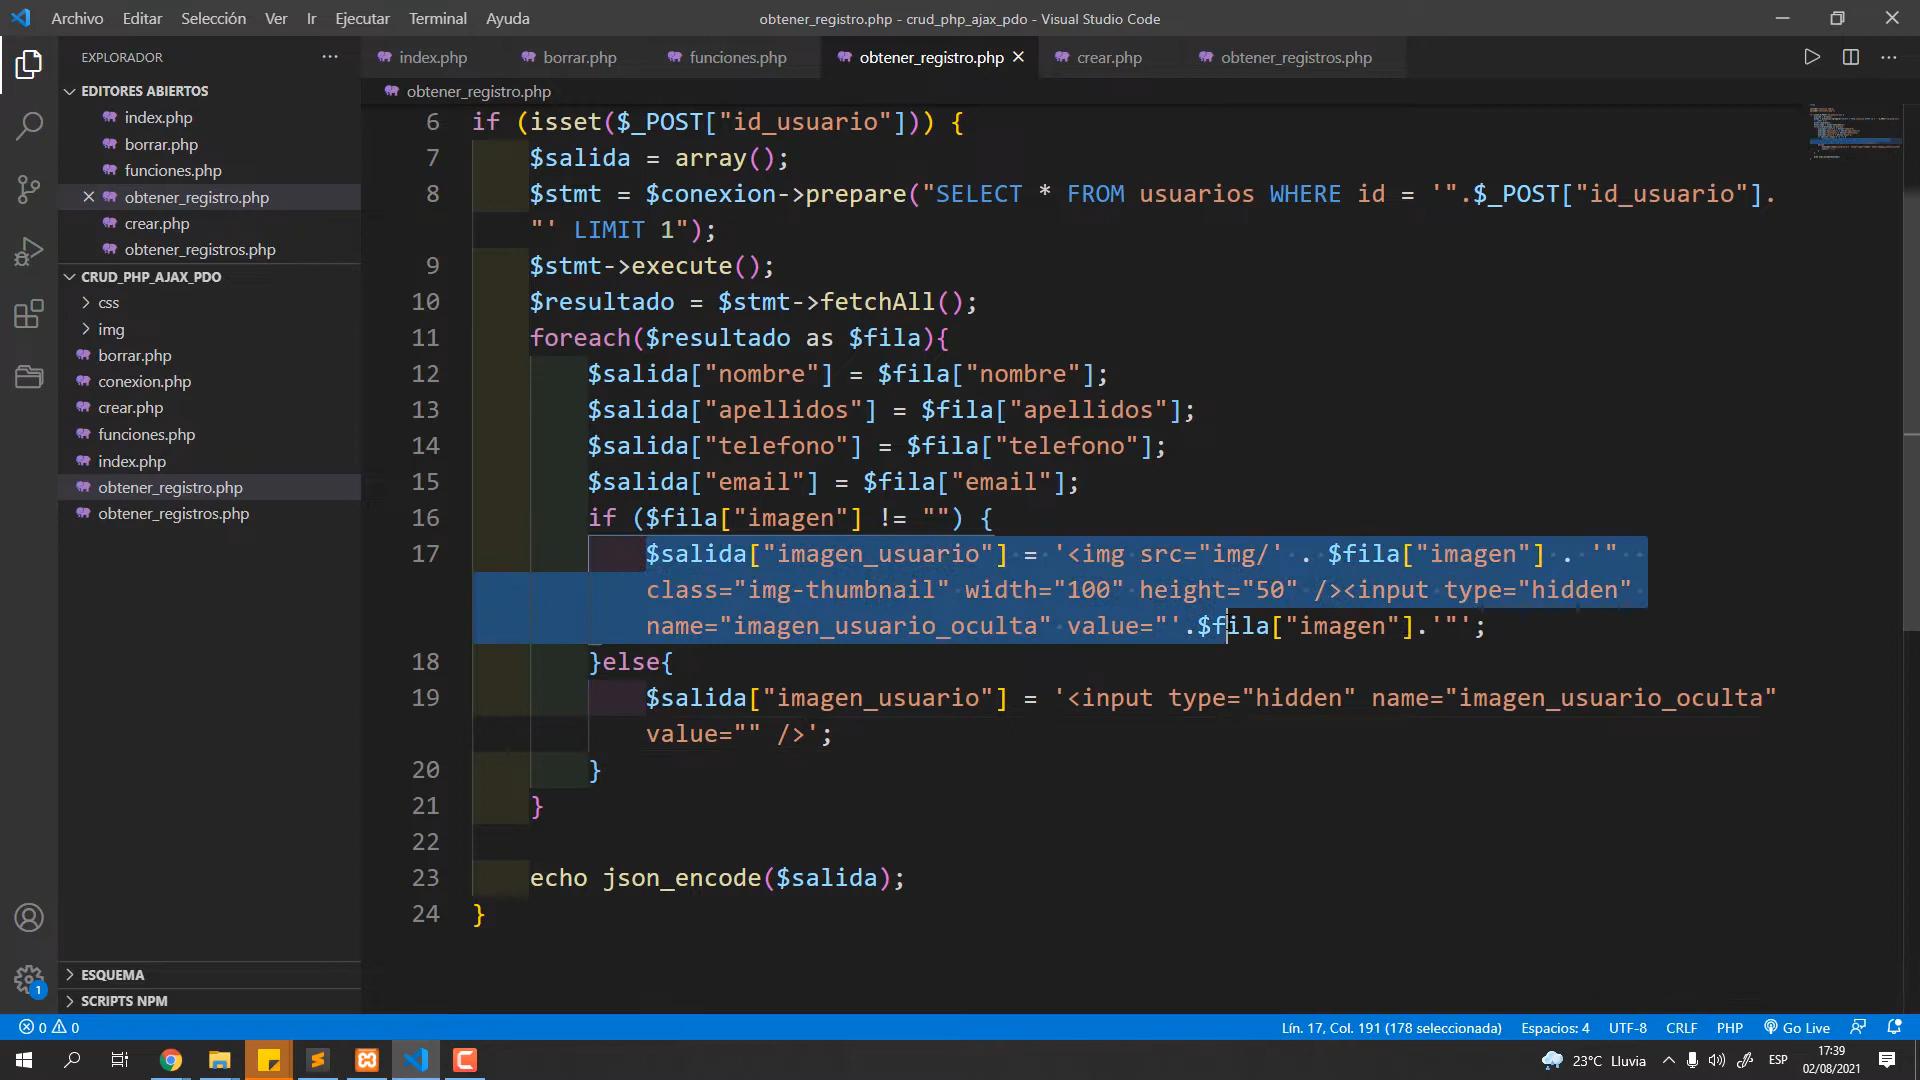 Archivo Editar Selección Ver Ir Ejecutar Terminal Ayuda
obtener_registro.php - crud_php_ajax_pdo - Visual Studio Code
EXPLORADOR
index.php borrar.php funciones.php obtener_registro.php crear.php obtener_registros.php
EDITORES ABIERTOS
index.php
borrar.php
funciones.php
obtener_registro.php
crear.php
obtener_registros.php
CRUD_PHP_AJAX_PDO
css
img
borrar.php
conexion.php
crear.php
funciones.php
index.php
obtener_registro.php
obtener_registros.php
ESQUEMA
SCRIPTS NPM
obtener_registro.php
6 if (isset($_POST["id_usuario"])) {
7 $salida = array();
8 $stmt = $conexion->prepare("SELECT * FROM usuarios WHERE id = '".$_POST["id_usuario"].
"' LIMIT 1");
9 $stmt->execute();
10 $resultado = $stmt->fetchAll();
11 foreach($resultado as $fila){
12 $salida["nombre"] = $fila["nombre"];
13 $salida["apellidos"] = $fila["apellidos"];
14 $salida["telefono"] = $fila["telefono"];
15 $salida["email"] = $fila["email"];
16 if ($fila["imagen"] != "") {
17 $salida["imagen_usuario"] = '<img src="img/' . $fila["imagen"] . '"
class="img-thumbnail" width="100" height="50" /><input type="hidden"
name="imagen_usuario_oculta" value="'.$fila["imagen"].'"';
18 }else{
19 $salida["imagen_usuario"] = '<input type="hidden" name="imagen_usuario_oculta"
value="" />';
20 }
21 }
22
23 echo json_encode($salida);
24 }
1
0 0
Lín. 17, Col. 191 (178 seleccionada) Espacios: 4 UTF-8 CRLF PHP Go Live
23°C Lluvia ESP 17:39
02/08/2021